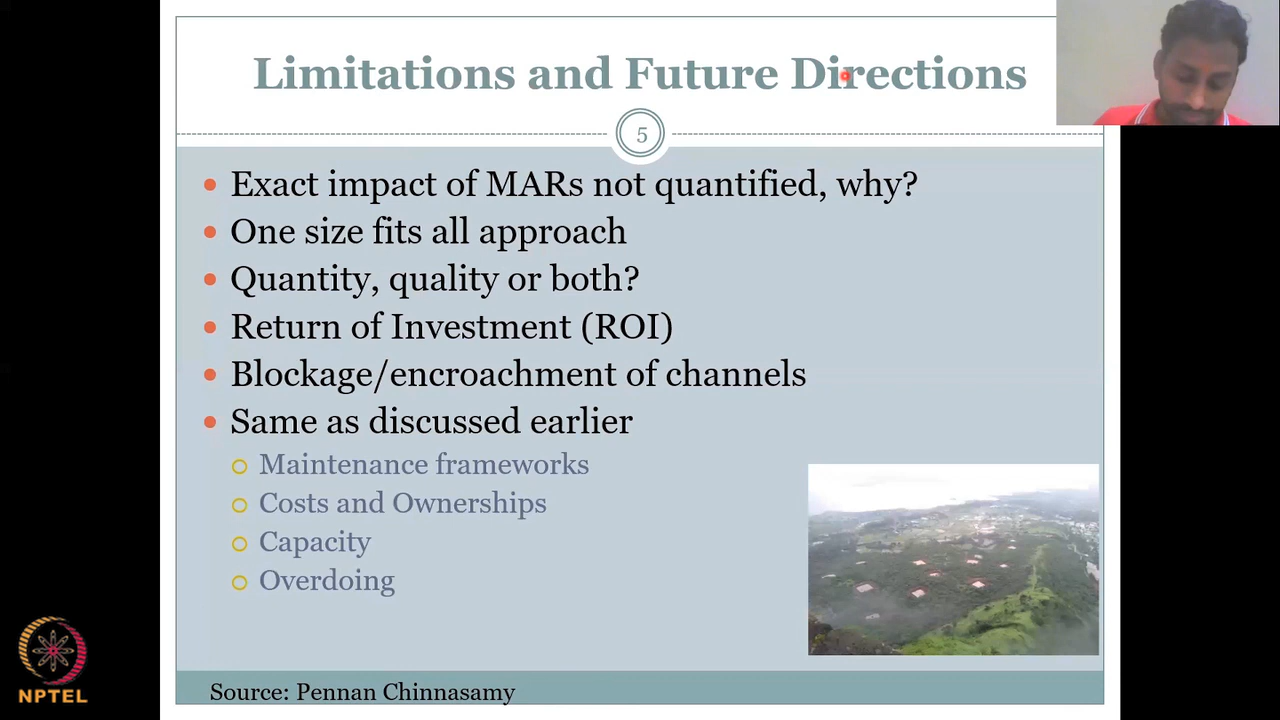 Limitations and Future Directions
5
Exact impact of MARs not quantified, why?
One size fits all approach
Quantity, quality or both?
Return of Investment (ROI)
Blockage/encroachment of channels
Same as discussed earlier
Maintenance frameworks
Costs and Ownerships
Capacity
Overdoing
Source: Pennan Chinnasamy
NPTEL